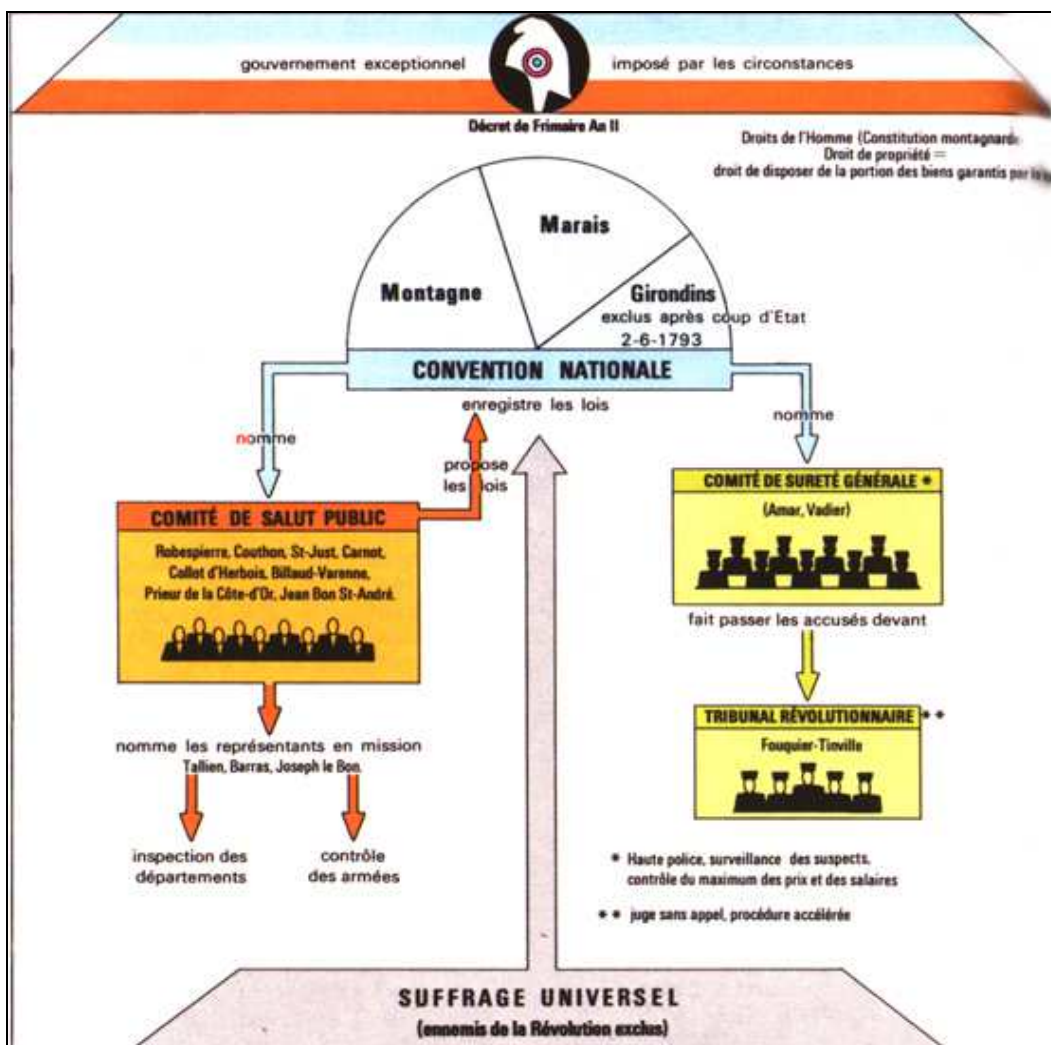 gouvernement exceptionnel imposé par les circonstances
Décret de Frimaire An II
Droits de l'Homme (Constitution montagnarde
Droit de propriété =
droit de disposer de la portion des biens garantis par la
Montagne
Marais
Girondins
exclus après coup d'Etat
2-6-1793
CONVENTION NATIONALE
enregistre les lois
nomme
propose
les lois
nomme
COMITÉ DE SALUT PUBLIC
Robespierre, Couthon, St-Just, Carnot,
Collot d'Herbois, Billaud-Varenne,
Prieur de la Côte-d'Or, Jean Bon St-André.
nomme les représentants en mission
Tallien, Barras, Joseph le Bon.
inspection des
départements
contrôle
des armées
COMITÉ DE SURETÉ GÉNÉRALE *
(Amar, Vadier)
fait passer les accusés devant
TRIBUNAL RÉVOLUTIONNAIRE **
Fouquier-Tinville
* Haute police, surveillance des suspects,
contrôle du maximum des prix et des salaires
** juge sans appel, procédure accélérée
SUFFRAGE UNIVERSEL
(ennemis de la Révolution exclus)